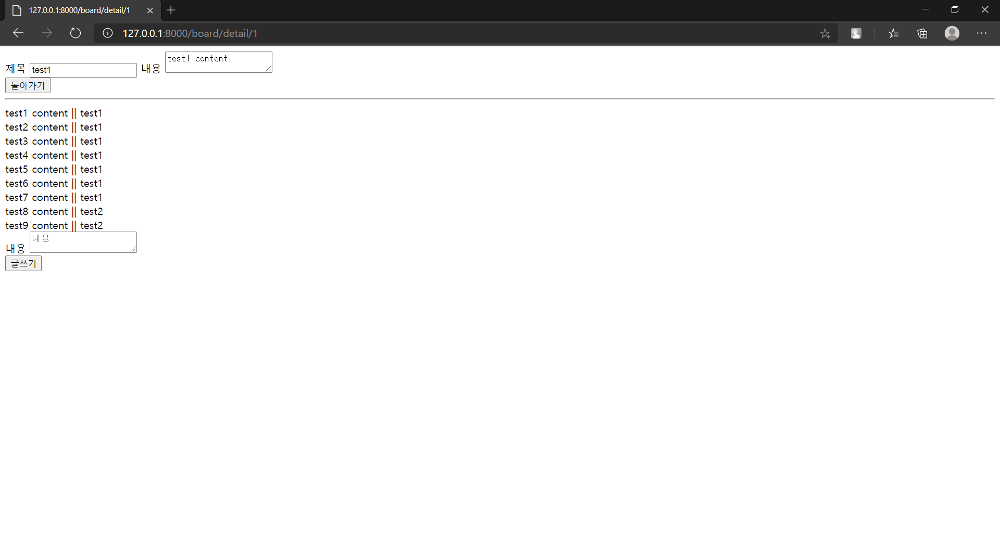 127.0.0.1:8000/board/detail/1
127.0.0.1:8000/board/detail/1
제목 test1 내용 test1 content
돌아가기
test1 content || test1
test2 content || test1
test3 content || test1
test4 content || test1
test5 content || test1
test6 content || test1
test7 content || test1
test8 content || test2
test9 content || test2
내용 내용
글쓰기